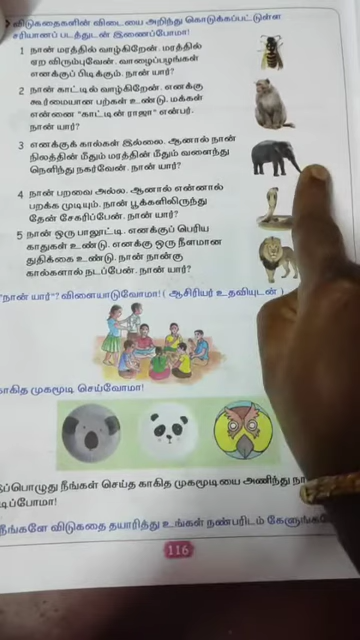 விடுகதைகளின் விடையை அறிந்து கொடுக்கப்பட்டுள்ள
சரியானப் படத்துடன் இணைப்போமா!
1 நான் மரத்தில் வாழ்கிறேன். மரத்தில்
ஏற விரும்புவேன். வாழைப்பழங்கள்
எனக்குப் பிடிக்கும். நான் யார்?
2 நான் காட்டில் வாழ்கிறேன். எனக்கு
கூர்மையான பற்கள் உண்டு. மக்கள்
என்னை "காட்டின் ராஜா" என்பர்.
நான் யார்?
3 எனக்குக் கால்கள் இல்லை. ஆனால் நான்
நிலத்தின் மீதும் மரத்தின் மீதும் வளைந்து
நெளிந்து நகர்வேன். நான் யார்?
4 நான் பறவை அல்ல. ஆனால் என்னால்
பறக்க முடியும். நான் பூக்களிலிருந்து
தேன் சேகரிப்பேன். நான் யார்?
5 நான் ஒரு பாலூட்டி. எனக்குப் பெரிய
காதுகள் உண்டு. எனக்கு ஒரு நீளமான
துதிக்கை உண்டு. நான் நான்கு
கால்களால் நடப்பேன். நான் யார்?
"நான் யார்"? விளையாடுவோமா! ( ஆசிரியர் உதவியுடன் )
காகித முகமூடி செய்வோமா!
நீங்கள் செய்த காகித முகமூடியை அணிந்து
நீங்களே விடுகதை தயாரித்து உங்கள் நண்பரிடம்
116